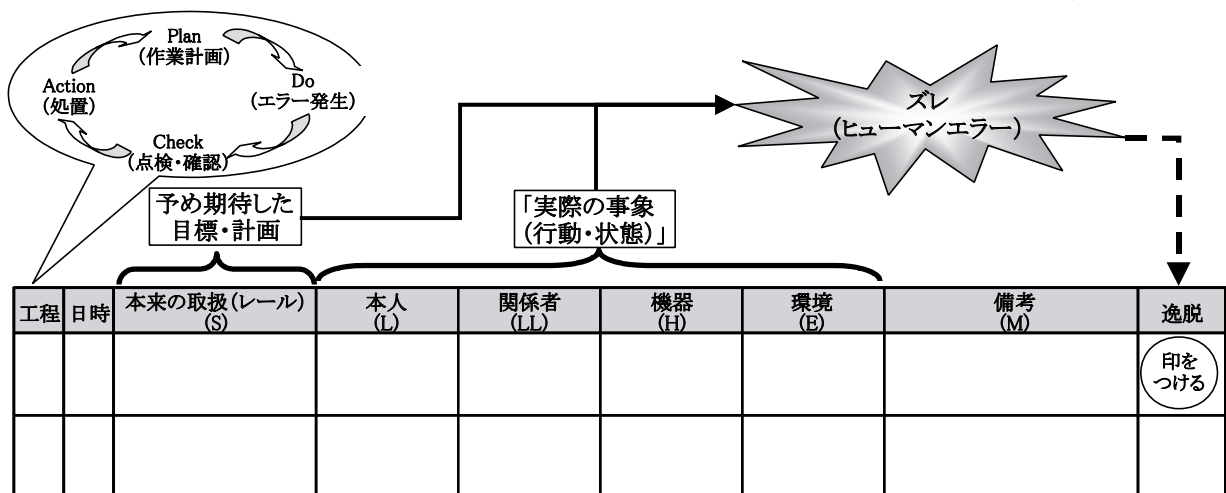 Plan
(作業計画)
Do
(エラー発生)
Check
(点検・確認)
Action
(処置)
ズレ
(ヒューマンエラー)
予め期待した
目標・計画
「実際の事象
(行動・状態)」
工程
日時
本来の取扱(レール)
(S)
本人
(L)
関係者
(LL)
機器
(H)
環境
(E)
備考
(M)
逸脱
印を
つける